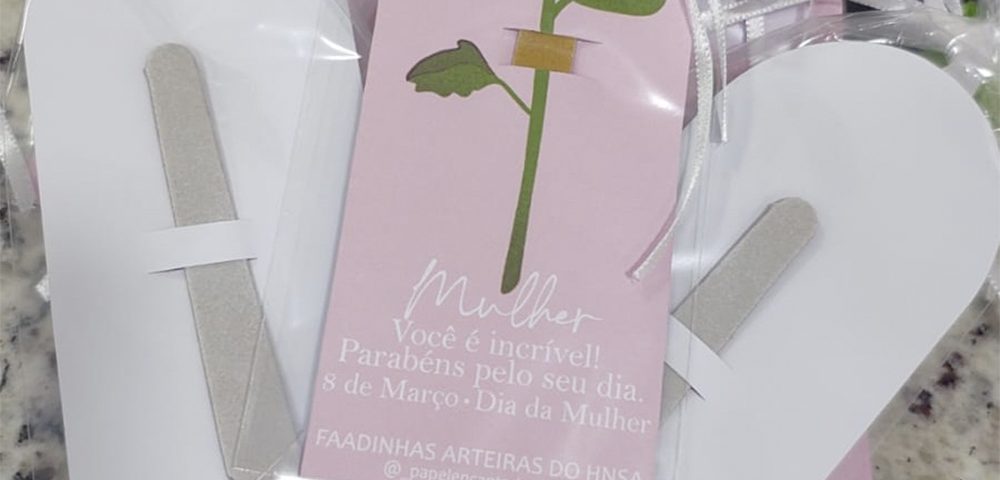 Mulher
Você é incrível!
Parabéns pelo seu dia.
8 de Março • Dia da Mulher
FAADINHAS ARTEIRAS DO HNSA